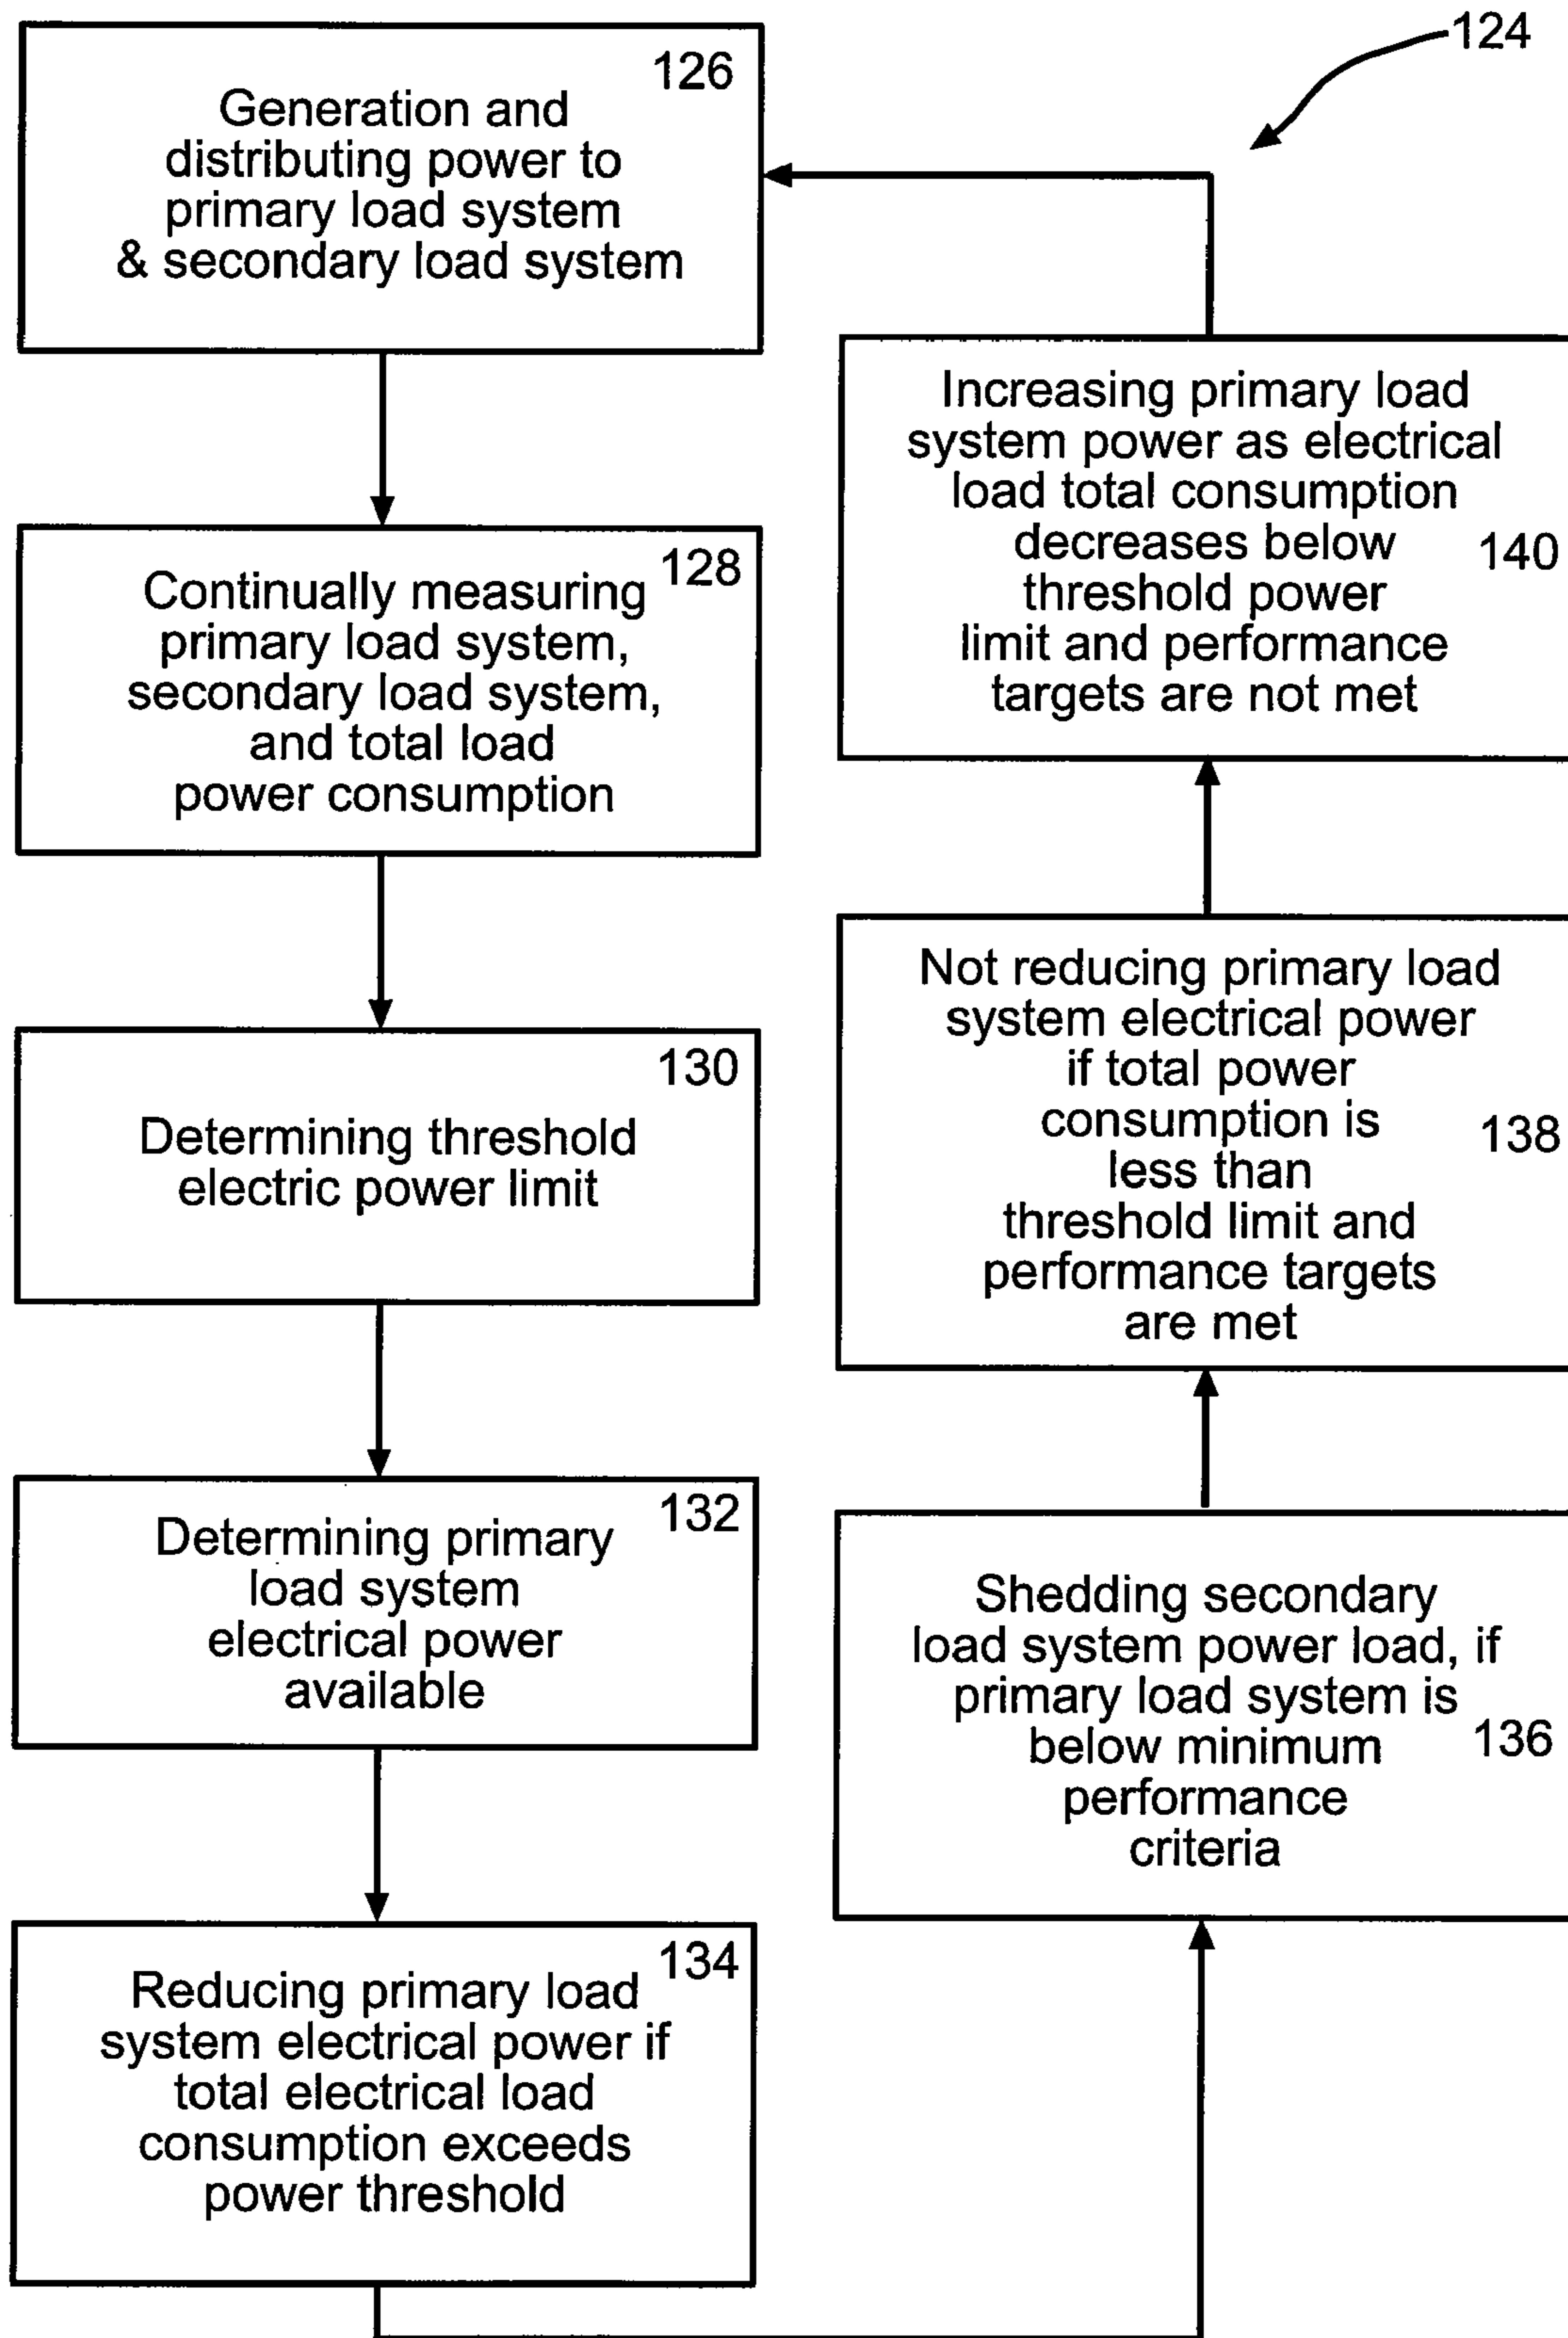 124
126
Generation and
distributing power to
primary load system
& secondary load system
128
Continually measuring
primary load system,
secondary load system,
and total load
power consumption
130
Determining threshold
electric power limit
132
Determining primary
load system
electrical power
available
134
Reducing primary load
system electrical power if
total electrical load
consumption exceeds
power threshold
Shedding secondary
load system power load, if
primary load system is
below minimum
136
performance
criteria
Not reducing primary load
system electrical power
if total power
consumption is
138
less than
threshold limit and
performance targets
are met
Increasing primary load
system power as electrical
load total consumption
decreases below
140
threshold power
limit and performance
targets are not met